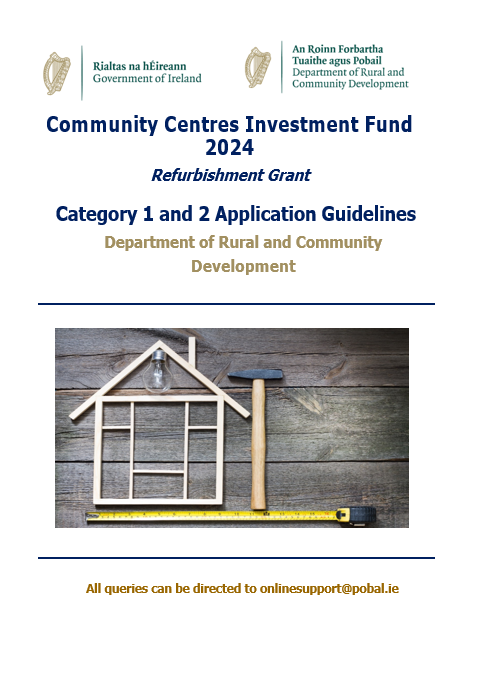 Rialtas na hÉireann
Government of Ireland
An Roinn Forbartha
Tuaithe agus Pobail
Department of Rural and
Community Development
Community Centres Investment Fund
2024
Refurbishment Grant
Category 1 and 2 Application Guidelines
Department of Rural and Community
Development
All queries can be directed to onlinesupport@pobal.ie